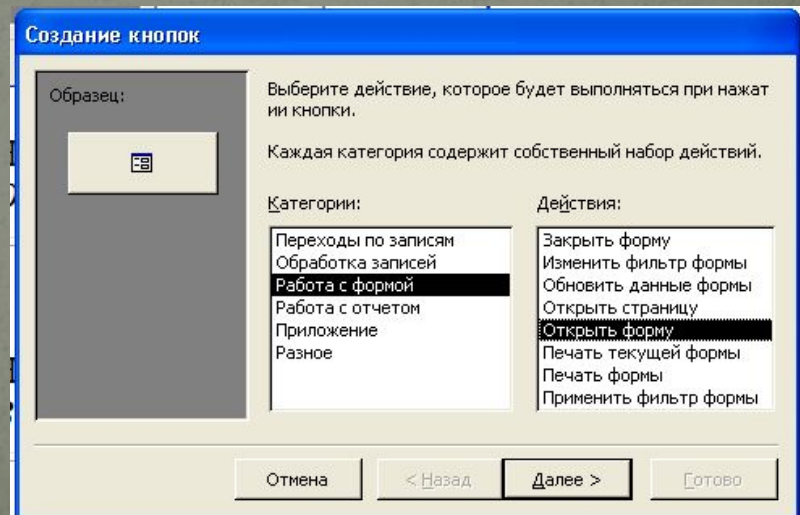 Создание кнопок
Образец:
Выберите действие, которое будет выполняться при нажат
ии кнопки.
Каждая категория содержит собственный набор действий.
Категории:
Переходы по записям
Обработка записей
Работа с формой
Работа с отчетом
Приложение
Разное
Действия:
Закрыть форму
Изменить фильтр формы
Обновить данные формы
Открыть страницу
Открыть форму
Печать текущей формы
Печать формы
Применить фильтр формы
Отмена
< Назад
Далее >
Готово